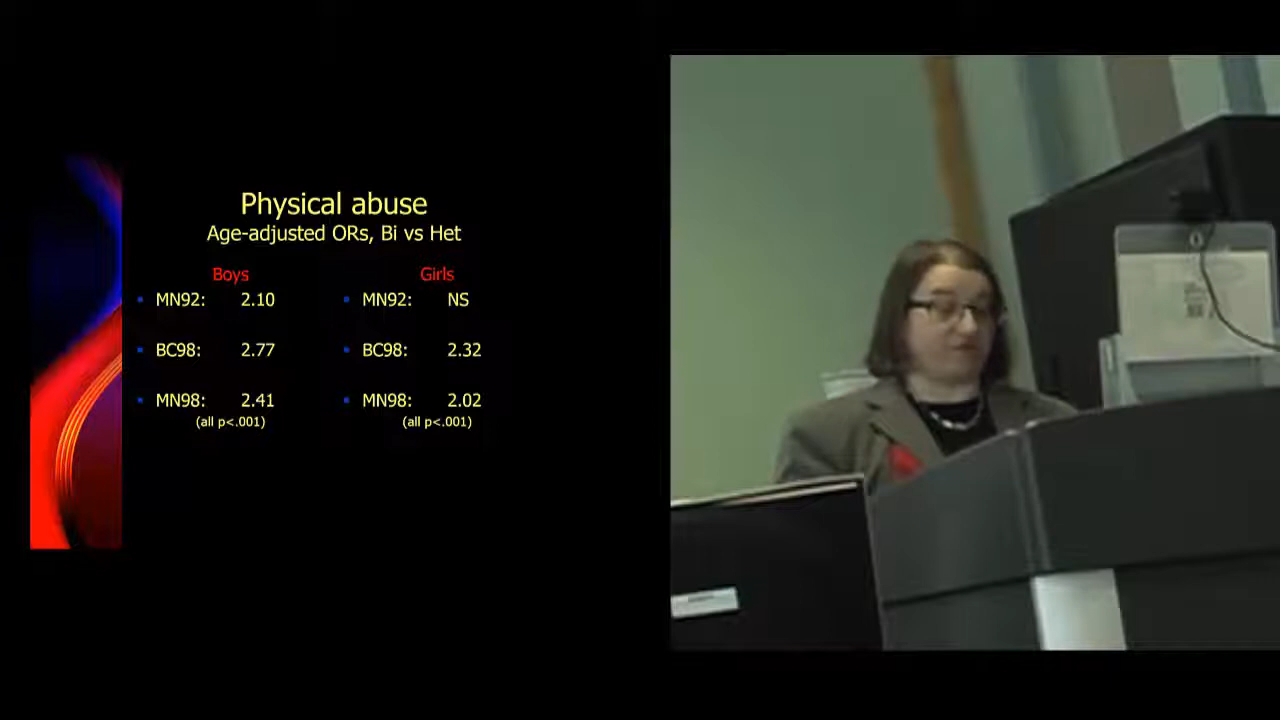 Physical abuse
Age-adjusted ORs, Bi vs Het
Boys
▪ MN92: 2.10
▪ BC98: 2.77
▪ MN98: 2.41
(all p<.001)
Girls
▪ MN92: NS
▪ BC98: 2.32
▪ MN98: 2.02
(all p<.001)